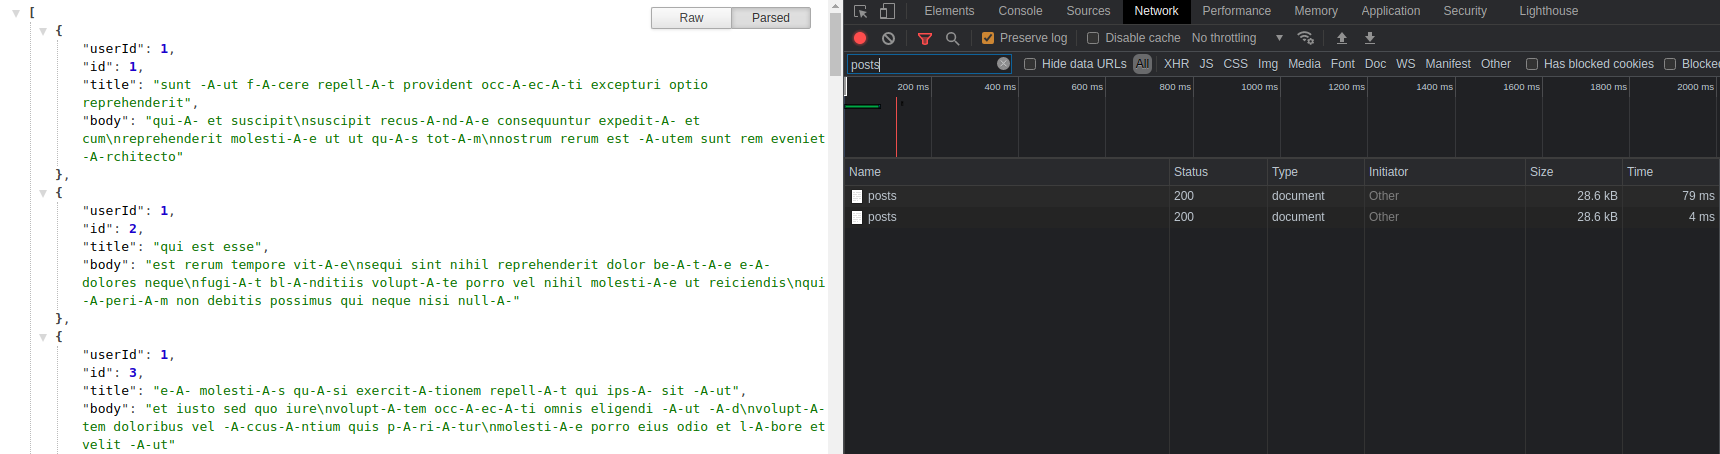 [
Raw Parsed
{
"userId": 1,
"id": 1,
"title": "sunt -A-ut f-A-cere repell-A-t provident occ-A-ec-A-ti excepturi optio
reprehenderit",
"body": "qui-A- et suscipit\nsuscipit recus-A-nd-A-e consequuntur expedit-A- et
cum\nreprehenderit molesti-A-e ut ut qu-A-s tot-A-m\nnostrum rerum est -A-utem sunt rem eveniet
-A-rchitecto"
},
{
"userId": 1,
"id": 2,
"title": "qui est esse",
"body": "est rerum tempore vit-A-e\nsequi sint nihil reprehenderit dolor be-A-t-A-e e-A-
dolores neque\nfugi-A-t bl-A-nditiis volupt-A-te porro vel nihil molesti-A-e ut reiciendis\nqui
-A-peri-A-m non debitis possimus qui neque nisi null-A-"
},
{
"userId": 1,
"id": 3,
"title": "e-A- molesti-A-s qu-A-si exercit-A-tionem repell-A-t qui ips-A- sit -A-ut",
"body": "et iusto sed quo iure\nvolupt-A-tem occ-A-ec-A-ti omnis eligendi -A-ut -A-d\nvolupt-A-
tem doloribus vel -A-ccus-A-ntium quis p-A-ri-A-tur\nmolesti-A-e porro eius odio et l-A-bore et
velit -A-ut"
Elements Console Sources Network Performance Memory Application Security Lighthouse
Preserve log Disable cache No throttling
posts Hide data URLs All XHR JS CSS Img Media Font Doc WS Manifest Other Has blocked cookies Blocked
200 ms 400 ms 600 ms 800 ms 1000 ms 1200 ms 1400 ms 1600 ms 1800 ms 2000 ms
Name Status Type Initiator Size Time
posts 200 document Other 28.6 kB 79 ms
posts 200 document Other 28.6 kB 4 ms